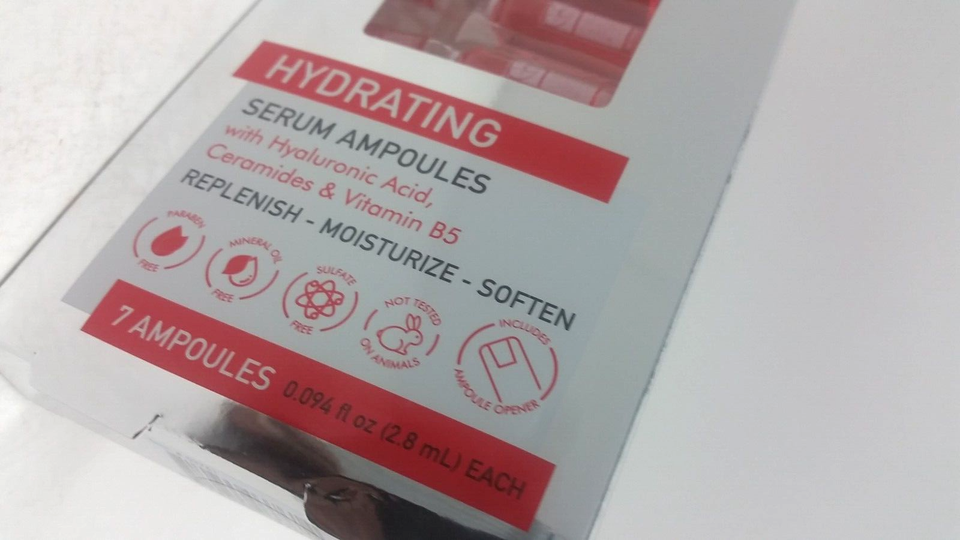 HYDRATING
SERUM AMPOULES
with Hyaluronic Acid,
Ceramides & Vitamin B5
REPLENISH - MOISTURIZE - SOFTEN
PARABEN
FREE
MINERAL OIL
FREE
SULFATE
FREE
NOT TESTED
ON ANIMALS
INCLUDES
AMPOULE OPENER
7 AMPOULES 0.094 fl oz (2.8 mL) EACH